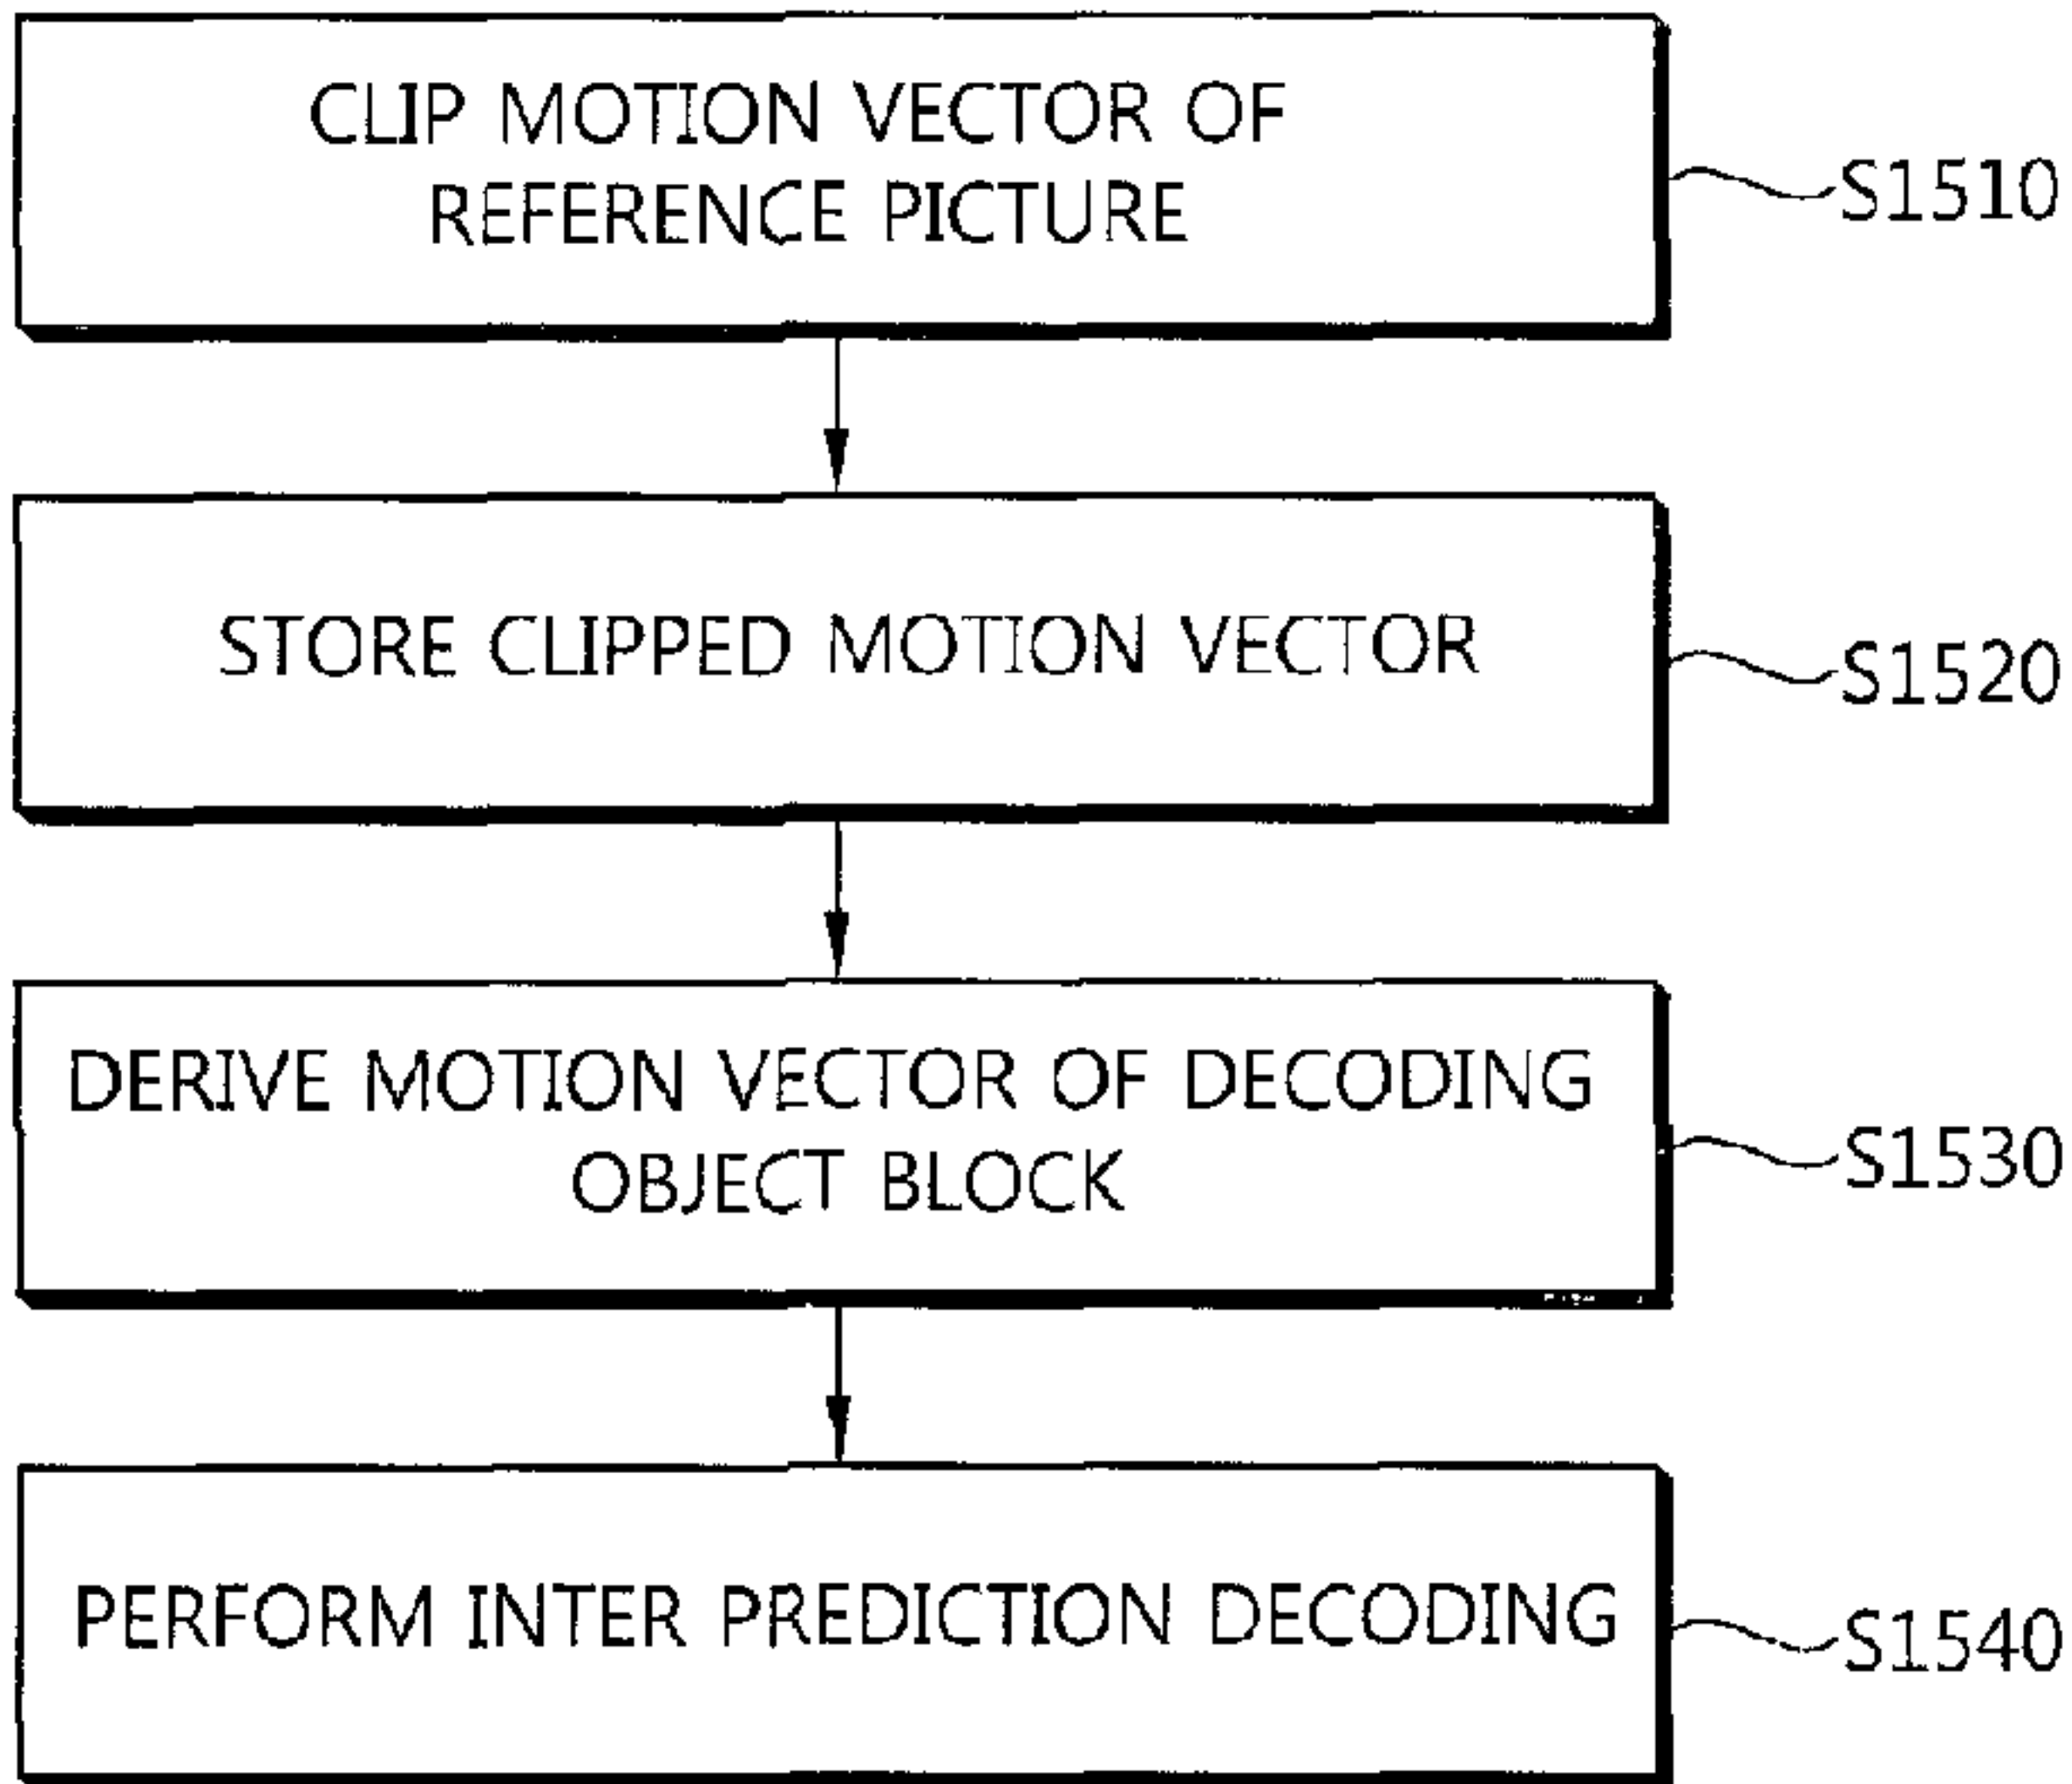 CLIP MOTION VECTOR OF
REFERENCE PICTURE
S1510
STORE CLIPPED MOTION VECTOR
S1520
DERIVE MOTION VECTOR OF DECODING
OBJECT BLOCK
S1530
PERFORM INTER PREDICTION DECODING
S1540